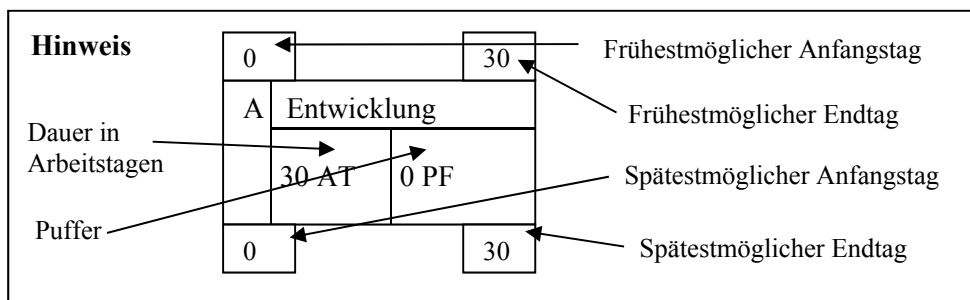 Hinweis
0
30
Frühestmöglicher Anfangstag
A
Entwicklung
Frühestmöglicher Endtag
Dauer in
Arbeitstagen
30 AT
0 PF
Spätestmöglicher Anfangstag
Puffer
0
30
Spätestmöglicher Endtag